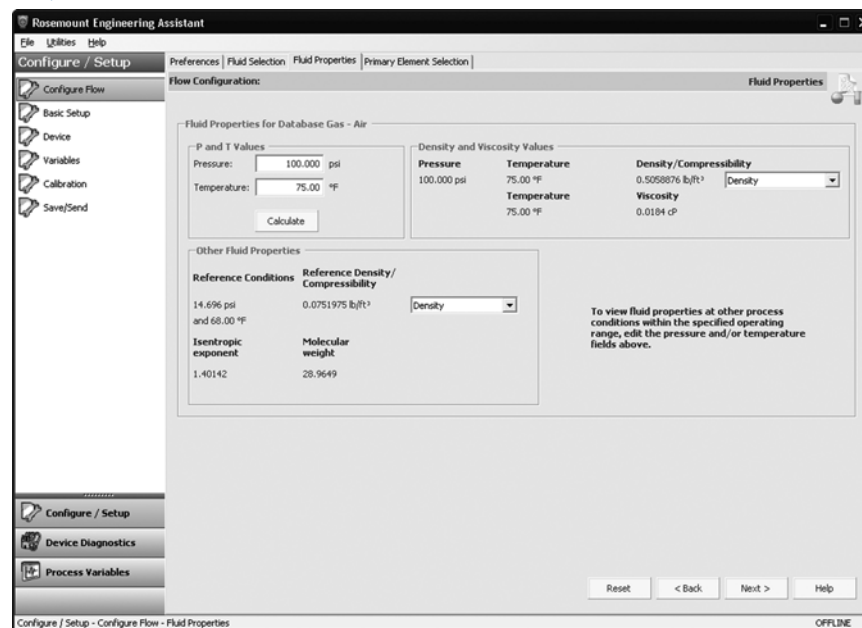 Rosemount Engineering Assistant
File Utilities Help
Configure / Setup
Preferences Fluid Selection Fluid Properties Primary Element Selection
Configure Flow
Basic Setup
Device
Variables
Calibration
Save/Send
Flow Configuration: Fluid Properties
Fluid Properties for Database Gas - Air
P and T Values
Pressure: 100.000 psi
Temperature: 75.00 °F
Calculate
Density and Viscosity Values
Pressure Temperature Density/Compressibility
100.000 psi 75.00 °F 0.5058876 lb/ft³ Density
Temperature Viscosity
75.00 °F 0.0184 cP
Other Fluid Properties
Reference Conditions Reference Density/
Compressibility
14.696 psi 0.0751975 lb/ft³ Density
and 68.00 °F
Isentropic Molecular
exponent weight
1.40142 28.9649
To view fluid properties at other process
conditions within the specified operating
range, edit the pressure and/or temperature
fields above.
Configure / Setup
Device Diagnostics
Process Variables
Reset < Back Next > Help
Configure / Setup - Configure Flow - Fluid Properties OFFLINE